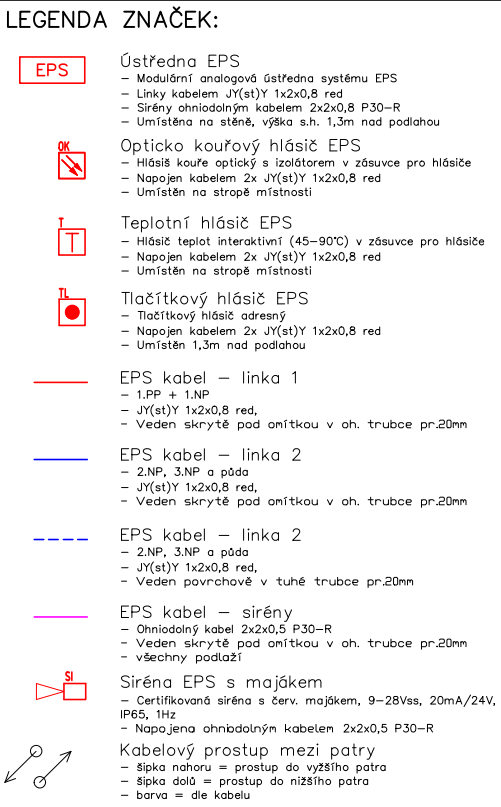 LEGENDA ZNAČEK:
EPS
Ústředna EPS
– Modulární analogová ústředna systému EPS
– Linky kabelem JY(st)Y 1x2x0,8 red
– Sirény ohniodolným kabelem 2x2x0,8 P30–R
– Umístěna na stěně, výška s.h. 1,3m nad podlahou
OK
Opticko kouřový hlásič EPS
– Hlásiš kouře optický s izolátorem v zásuvce pro hlásiče
– Napojen kabelem 2x JY(st)Y 1x2x0,8 red
– Umístěn na stropě místnosti
T
T
Teplotní hlásič EPS
– Hlásič teplot interaktivní (45–90°C) v zásuvce pro hlásiče
– Napojen kabelem 2x JY(st)Y 1x2x0,8 red
– Umístěn na stropě místnosti
TL
Tlačítkový hlásič EPS
– Tlačítkový hlásič adresný
– Napojen kabelem 2x JY(st)Y 1x2x0,8 red
– Umístěn 1,3m nad podlahou
EPS kabel – linka 1
– 1.PP + 1.NP
– JY(st)Y 1x2x0,8 red,
– Veden skrytě pod omítkou v oh. trubce pr.20mm
EPS kabel – linka 2
– 2.NP, 3.NP a půda
– JY(st)Y 1x2x0,8 red,
– Veden skrytě pod omítkou v oh. trubce pr.20mm
EPS kabel – linka 2
– 2.NP, 3.NP a půda
– JY(st)Y 1x2x0,8 red,
– Veden povrchově v tuhé trubce pr.20mm
EPS kabel – sirény
– Ohniodolný kabel 2x2x0,5 P30–R
– Veden skrytě pod omítkou v oh. trubce pr.20mm
– všechny podlaží
SI
Siréna EPS s majákem
– Certifikovaná siréna s červ. majákem, 9–28Vss, 20mA/24V,
IP65, 1Hz
– Napojena ohniodolným kabelem 2x2x0,5 P30–R
Kabelový prostup mezi patry
– šipka nahoru = prostup do vyžšího patra
– šipka dolů = prostup do nižšího patra
– barva = dle kabelu